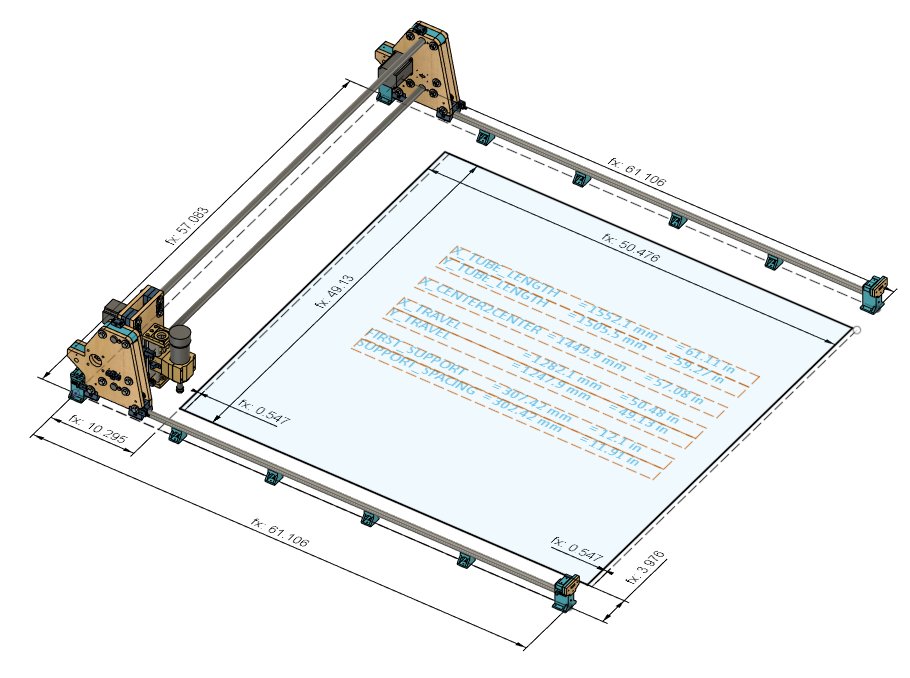 fx: 61.106
fx: 57.083
fx: 50.476
fx: 49.13
X_TUBE_LENGTH =1552.1 mm =61.11 in
Y_TUBE_LENGTH =1505.5 mm =59.27 in
X_CENTER2CENTER =1449.9 mm =57.08 in
X_TRAVEL =1282.1 mm =50.48 in
Y_TRAVEL =1247.9 mm =49.13 in
FIRST_SUPPORT =307.42 mm =12.1 in
SUPPORT_SPACING =302.42 mm =11.91 in
fx: 0.547
fx: 10.295
fx: 61.106
fx: 0.547
fx: 3.976